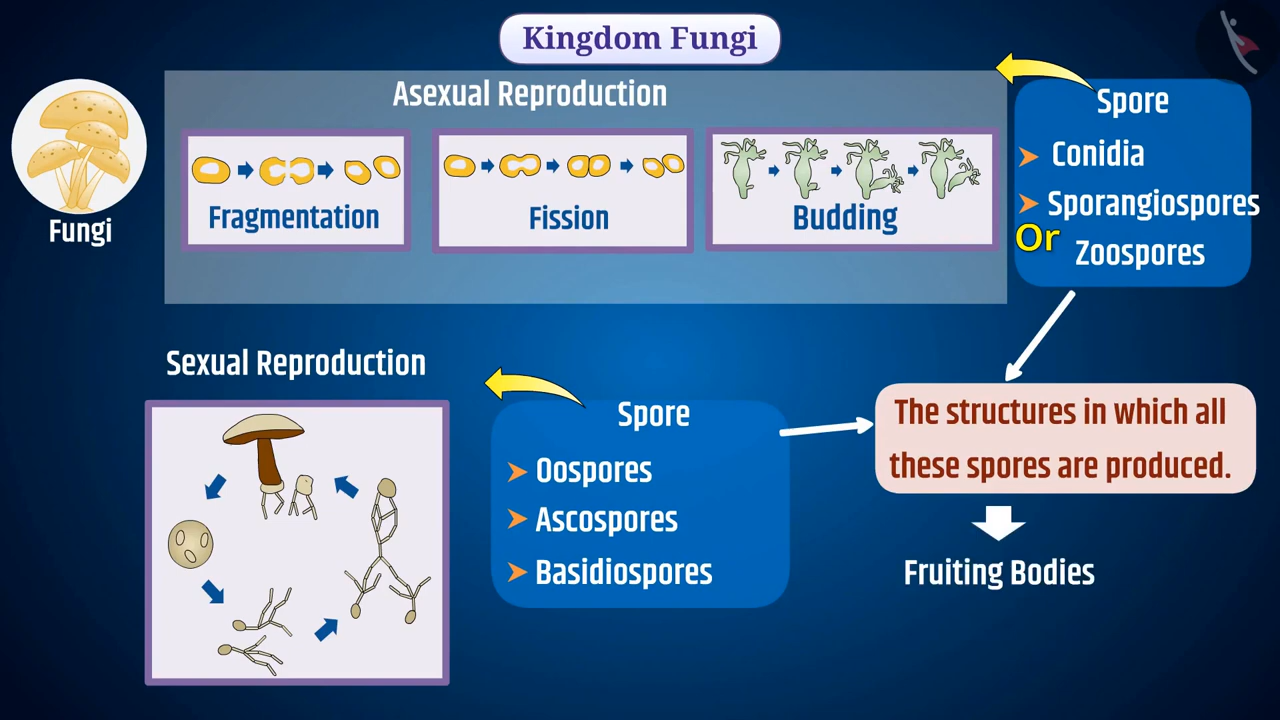 Kingdom Fungi
Asexual Reproduction
Fragmentation
Fission
Budding
Fungi
Spore
Conidia
Sporangiospores
Or
Zoospores
Sexual Reproduction
Spore
Oospores
Ascospores
Basidiospores
The structures in which all
these spores are produced.
Fruiting Bodies